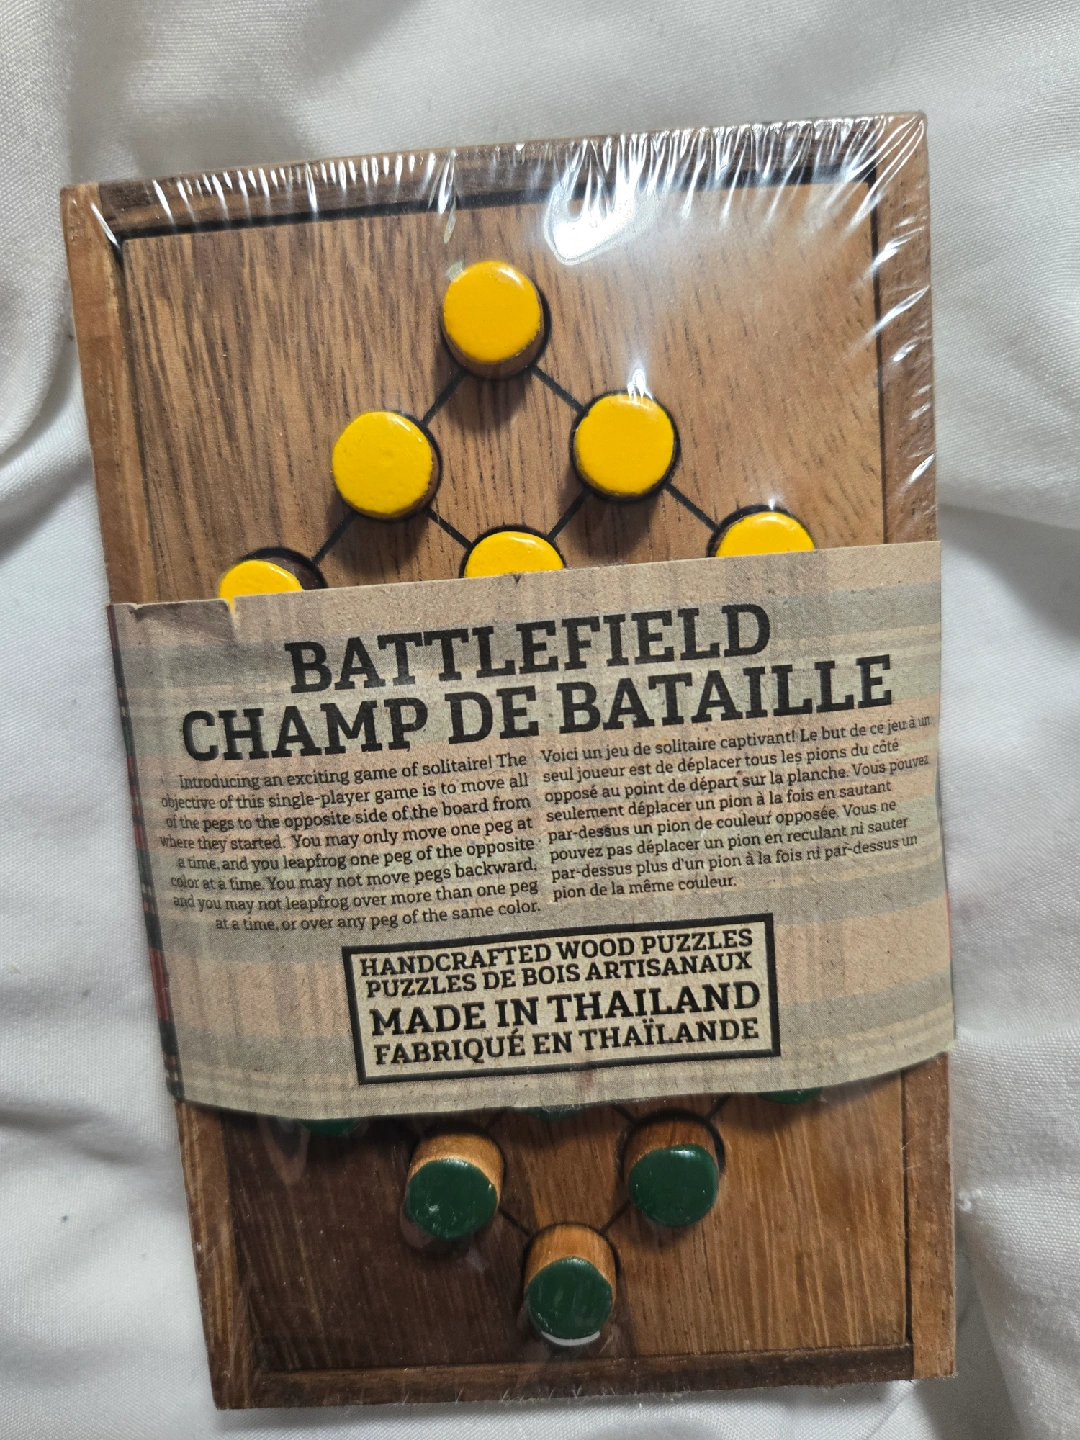 BATTLEFIELD
CHAMP DE BATAILLE
Introducing an exciting game of solitaire! The
objective of this single-player game is to move all
of the pegs to the opposite side of the board from
where they started. You may only move one peg at
a time, and you leapfrog one peg of the opposite
color at a time. You may not move pegs backward,
and you may not leapfrog over more than one peg
at a time, or over any peg of the same color.
Voici un jeu de solitaire captivant! Le but de ce jeu à un
seul joueur est de déplacer tous les pions du côté
opposé au point de départ sur la planche. Vous pouvez
seulement déplacer un pion à la fois en sautant
par-dessus un pion de couleur opposée. Vous ne
pouvez pas déplacer un pion en reculant ni sauter
par-dessus plus d'un pion à la fois ni par-dessus un
pion de la même couleur.
HANDCRAFTED WOOD PUZZLES
PUZZLES DE BOIS ARTISANAUX
MADE IN THAILAND
FABRIQUÉ EN THAÏLANDE